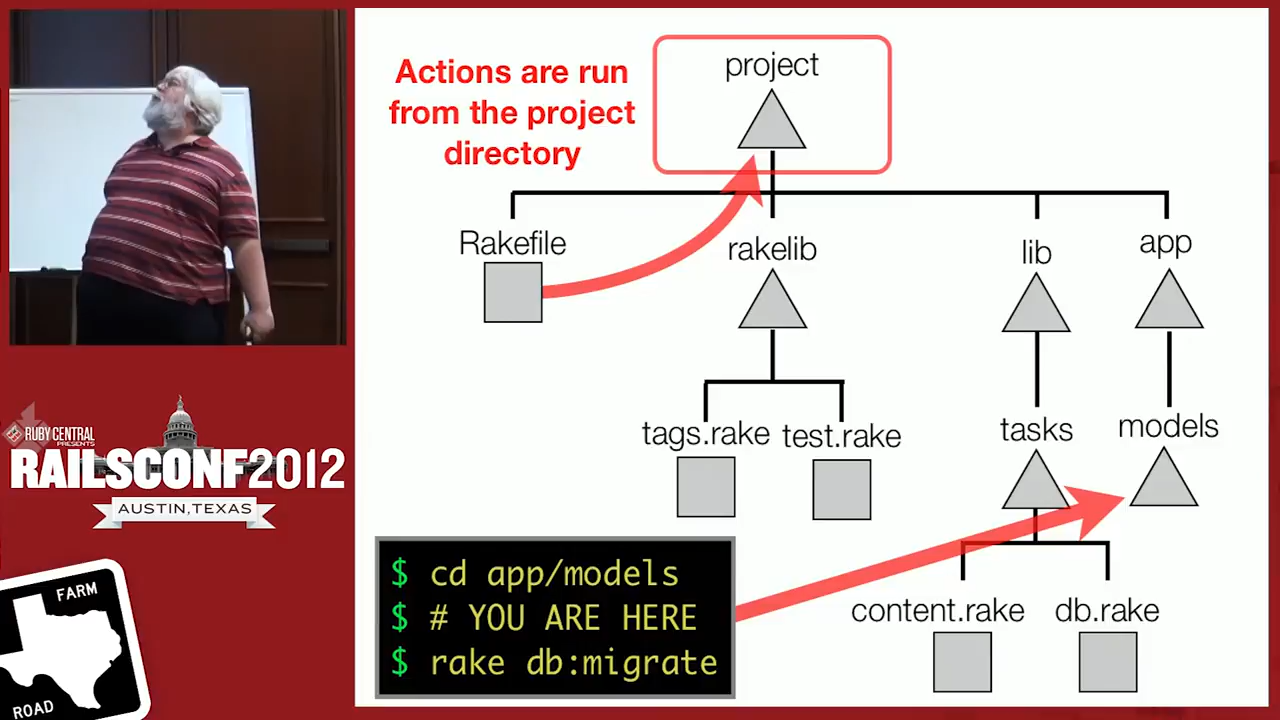 Actions are run
from the project
directory
project
Rakefile
rakelib
lib
app
tags.rake
test.rake
tasks
models
content.rake
db.rake
$ cd app/models
$ # YOU ARE HERE
$ rake db:migrate
RUBY CENTRAL
PRESENTS
RAILSCONF2012
AUSTIN,TEXAS
FARM
ROAD